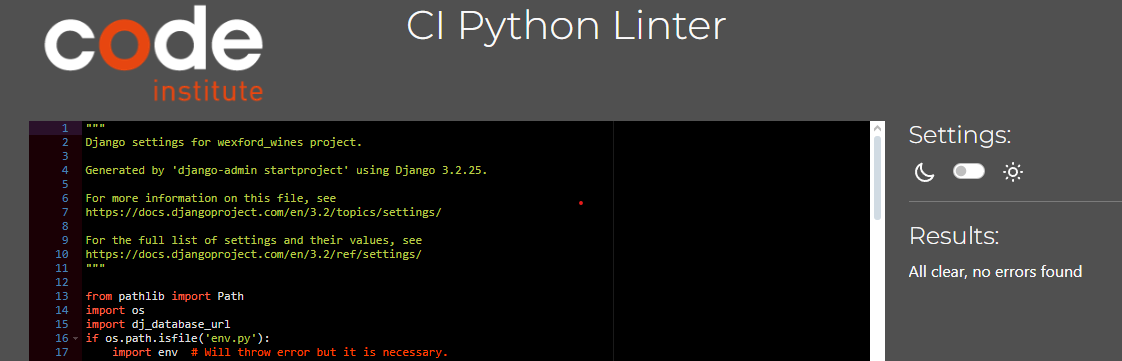 code
institute
CI Python Linter
1 """
2 Django settings for wexford_wines project.
3
4 Generated by 'django-admin startproject' using Django 3.2.25.
5
6 For more information on this file, see
7 https://docs.djangoproject.com/en/3.2/topics/settings/
8
9 For the full list of settings and their values, see
10 https://docs.djangoproject.com/en/3.2/ref/settings/
11 """
12
13 from pathlib import Path
14 import os
15 import dj_database_url
16 if os.path.isfile('env.py'):
17     import env  # Will throw error but it is necessary.
Settings:
Results:
All clear, no errors found